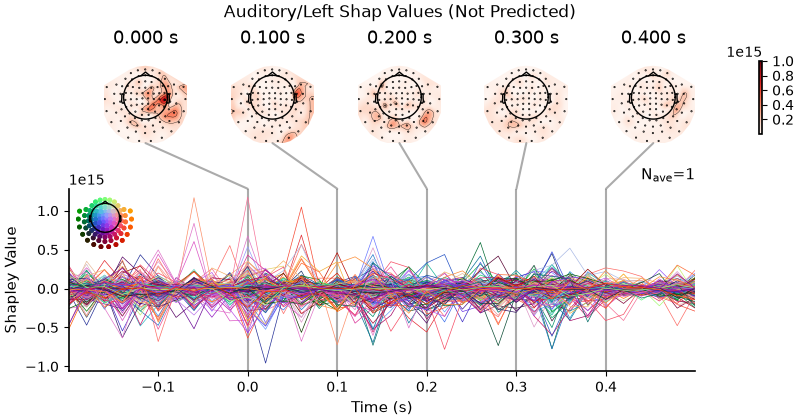 Auditory/Left Shap Values (Not Predicted)
0.000 s 0.100 s 0.200 s 0.300 s 0.400 s
1e15
1.0
0.8
0.6
0.4
0.2
Nave=1
1e15
1.0
0.5
0.0
−0.5
−1.0
Shapley Value
−0.1 0.0 0.1 0.2 0.3 0.4
Time (s)